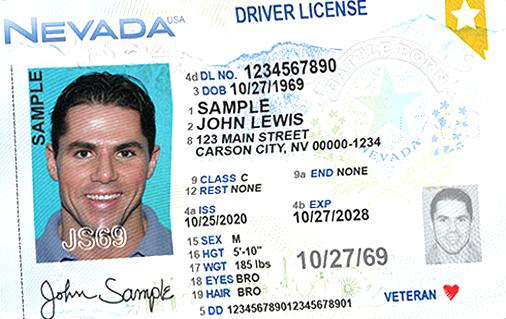 NEVADA USA
DRIVER LICENSE
SAMPLE
4d DL NO. 1234567890
3 DOB 10/27/1969
1 SAMPLE
2 JOHN LEWIS
8 123 MAIN STREET
CARSON CITY, NV 00000-1234
BATTLE BORN
NEVADA
9 CLASS C 9a END NONE
12 REST NONE
4a ISS 4b EXP
10/25/2020 10/27/2028
JS69
15 SEX M
16 HGT 5'-10"
17 WGT 185 lbs
18 EYES BRO
19 HAIR BRO
10/27/69
John Sample
5 DD 12345678901234567890​1
VETERAN